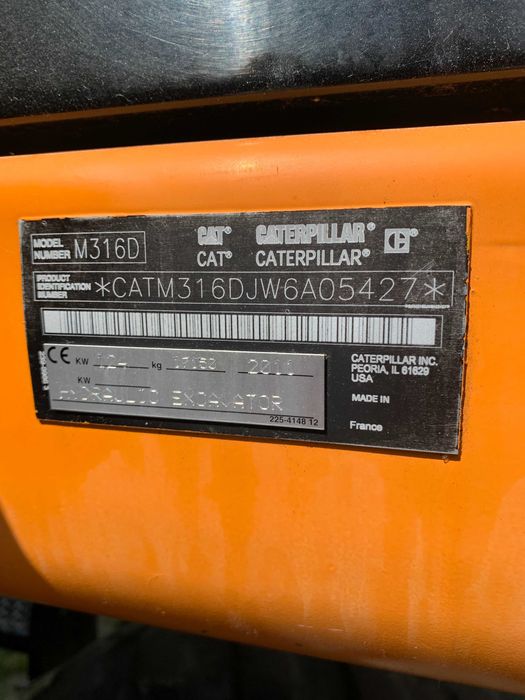 MODEL NUMBER M316D
CAT® CATERPILLAR®
CAT® CATERPILLAR®
PRODUCT IDENTIFICATION NUMBER *CATM316DJW6A05427*
CE KW 124 kg 2011
KW
HYDRAULIC EXCAVATOR
225-4148 12
CATERPILLAR INC.
PEORIA, IL 61629
USA
MADE IN
France